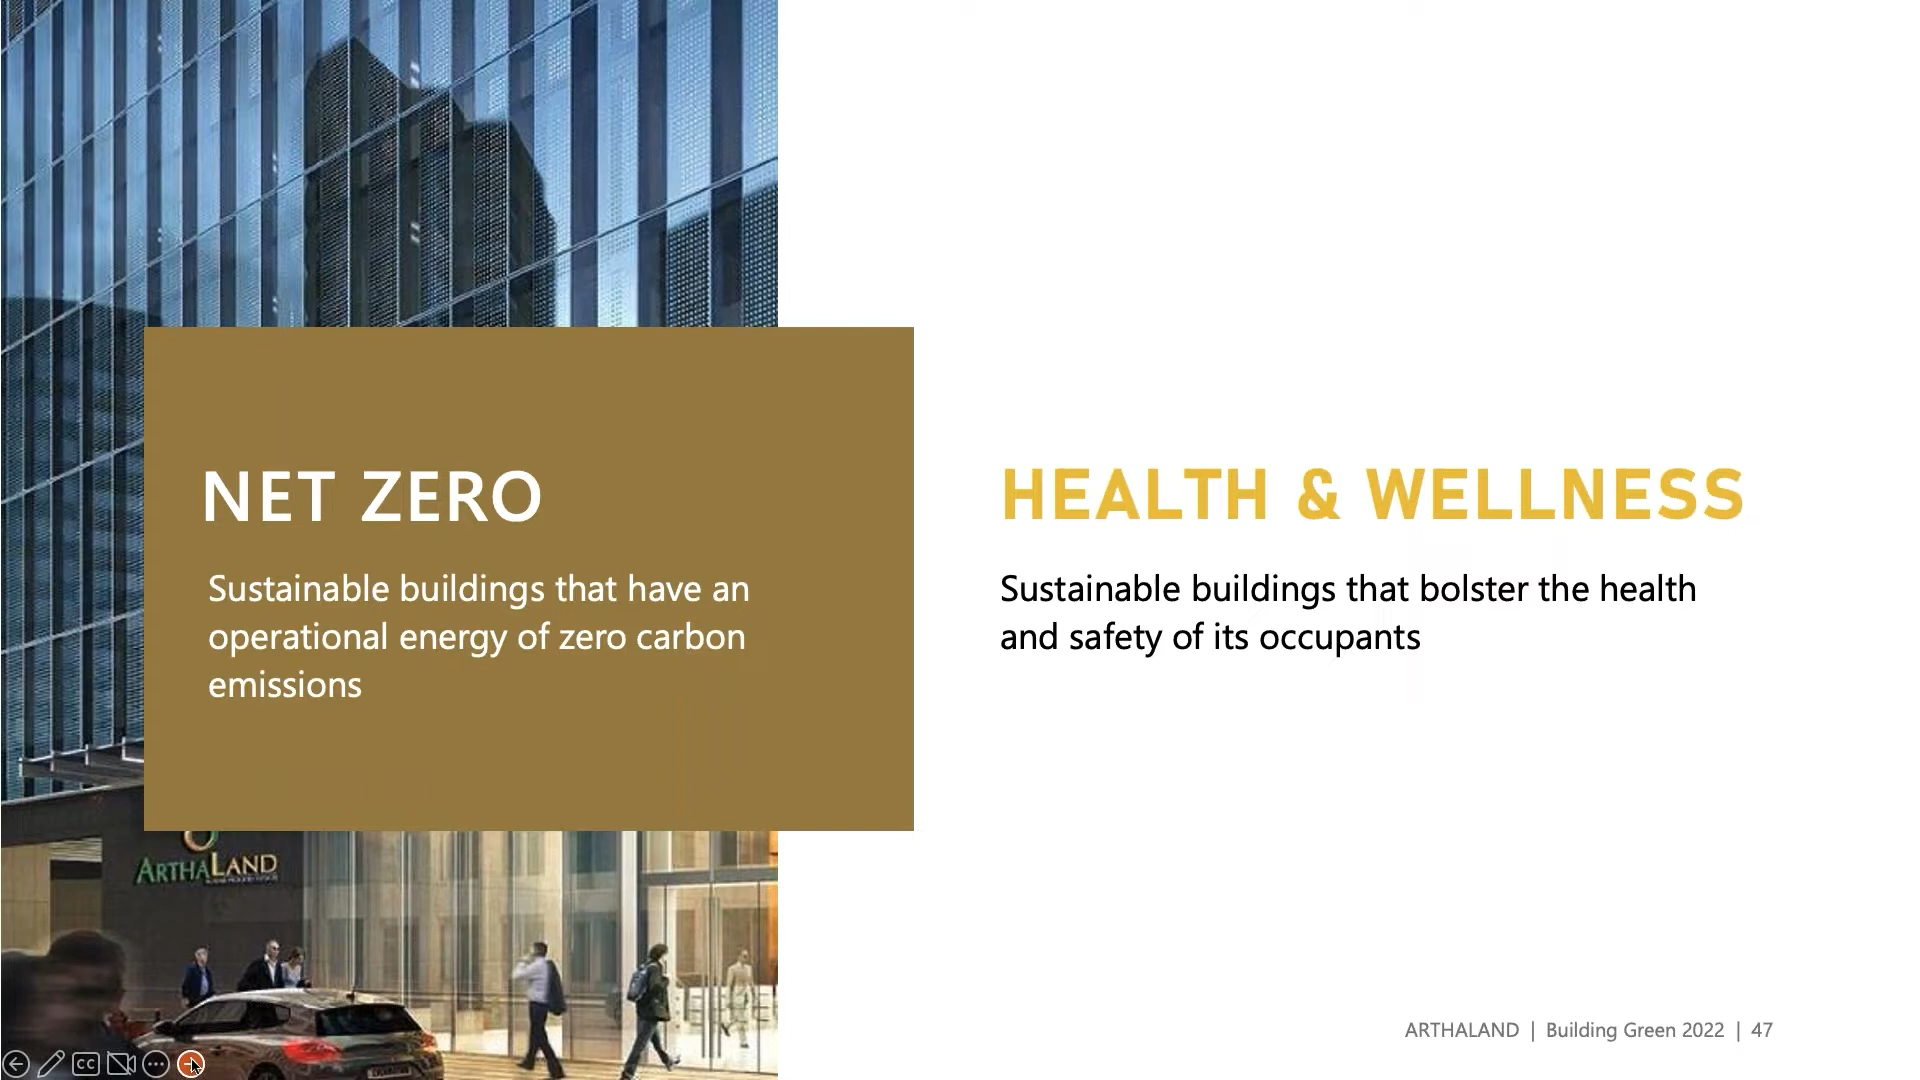 NET ZERO
Sustainable buildings that have an
operational energy of zero carbon
emissions
HEALTH & WELLNESS
Sustainable buildings that bolster the health
and safety of its occupants
ARTHALAND
ARTHALAND | Building Green 2022 | 47
CC